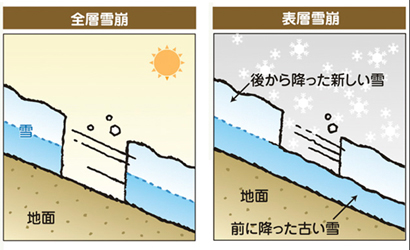 全層雪崩
雪
地面
表層雪崩
後から降った新しい雪
地面
前に降った古い雪